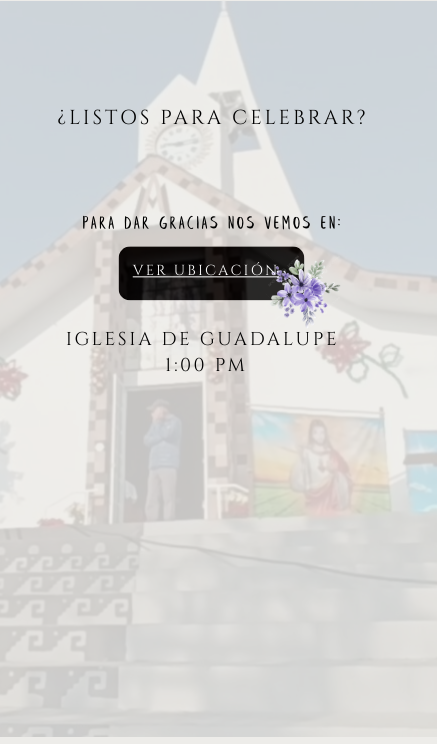 ¿LISTOS PARA CELEBRAR?
PARA DAR GRACIAS NOS VEMOS EN:
VER UBICACIÓN
IGLESIA DE GUADALUPE
1:00 PM